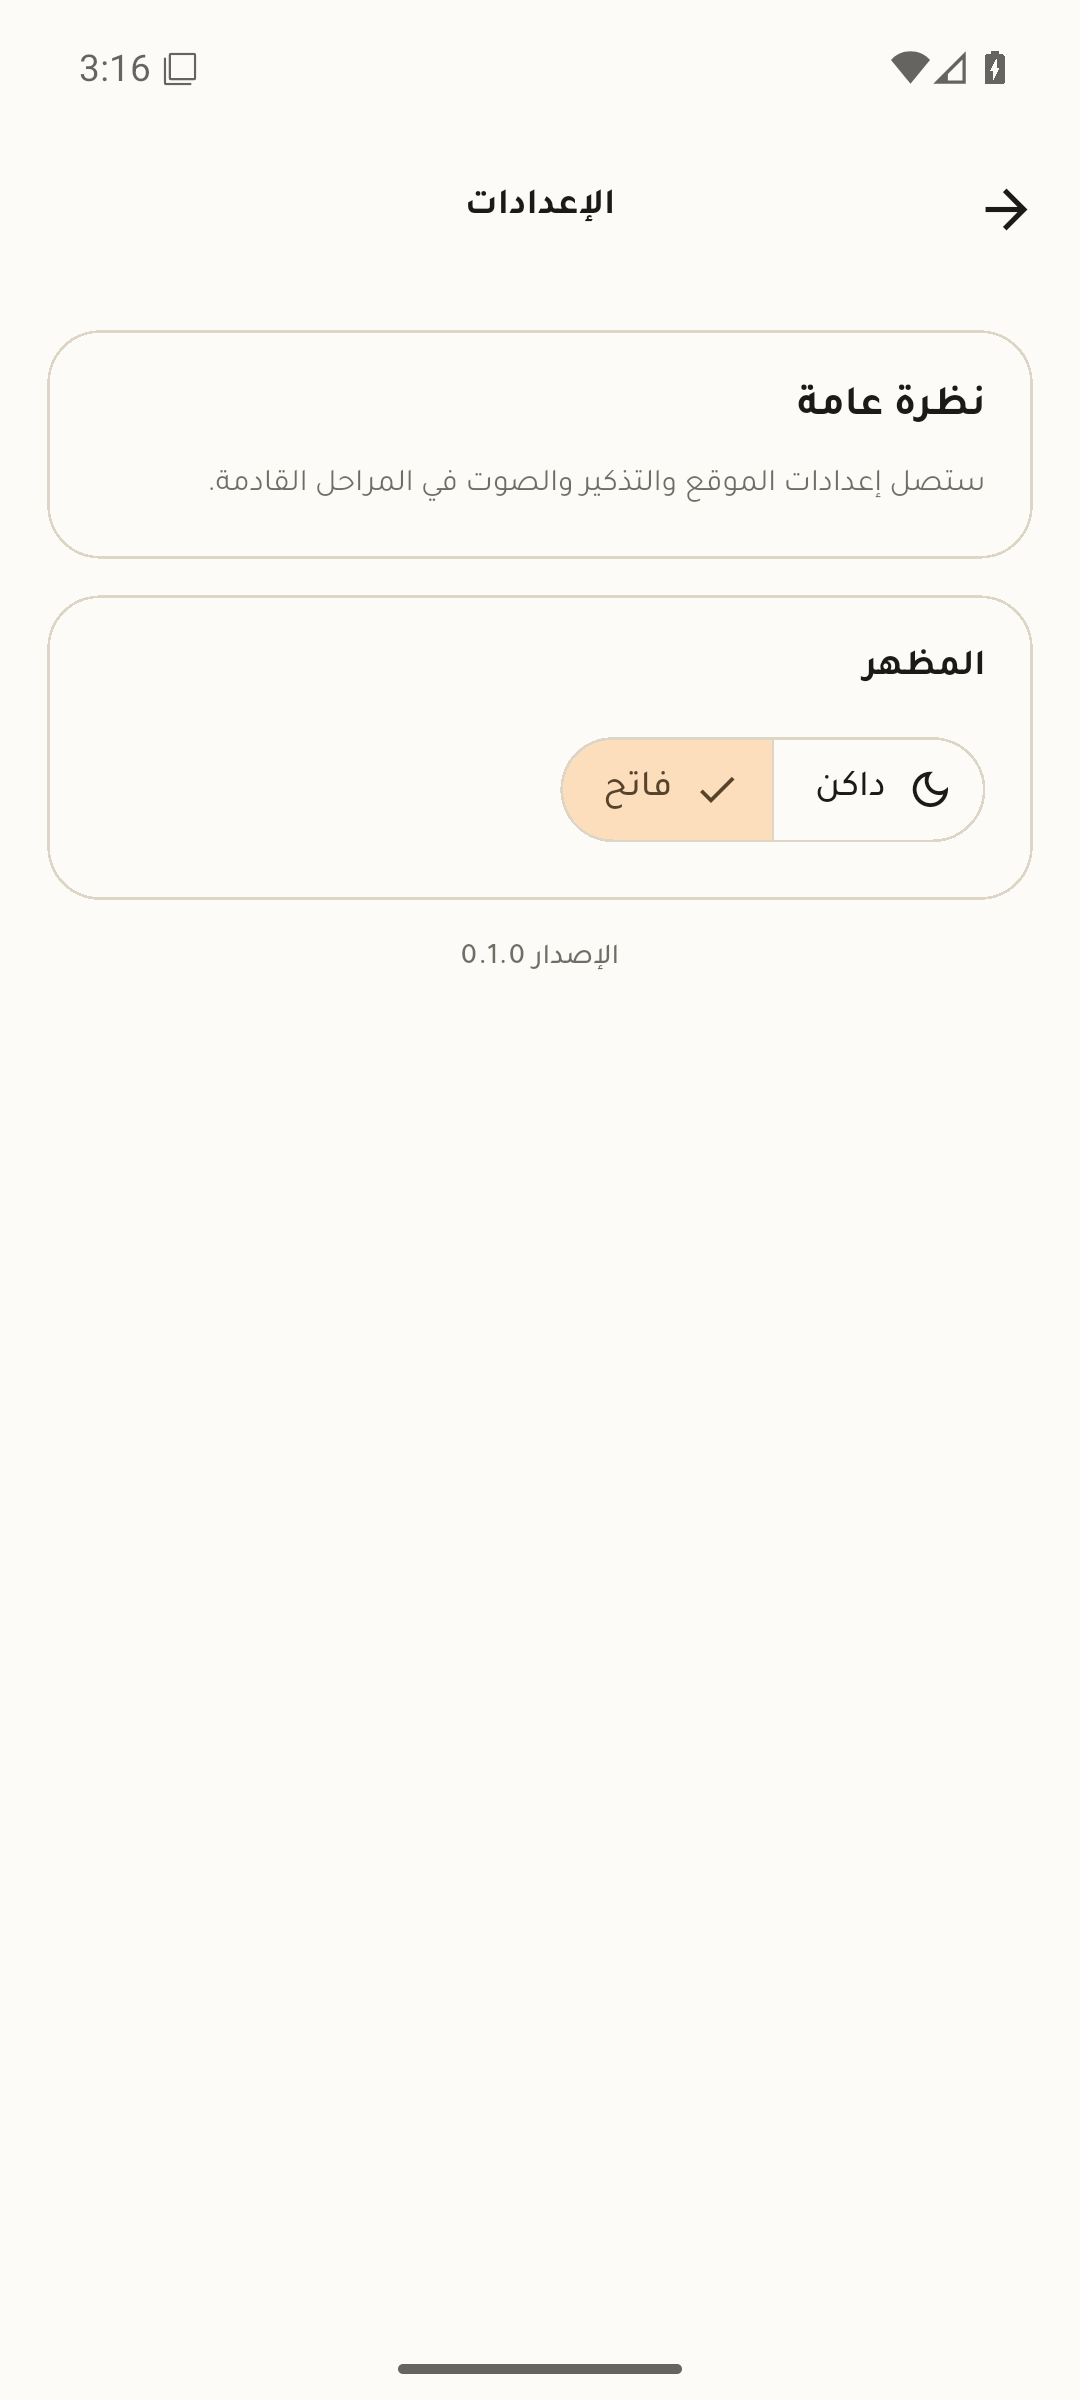 3:16
الإعدادات
نظرة عامة
ستصل إعدادات الموقع والتذكير والصوت في المراحل القادمة.
المظهر
داكن
فاتح
الإصدار 0.1.0